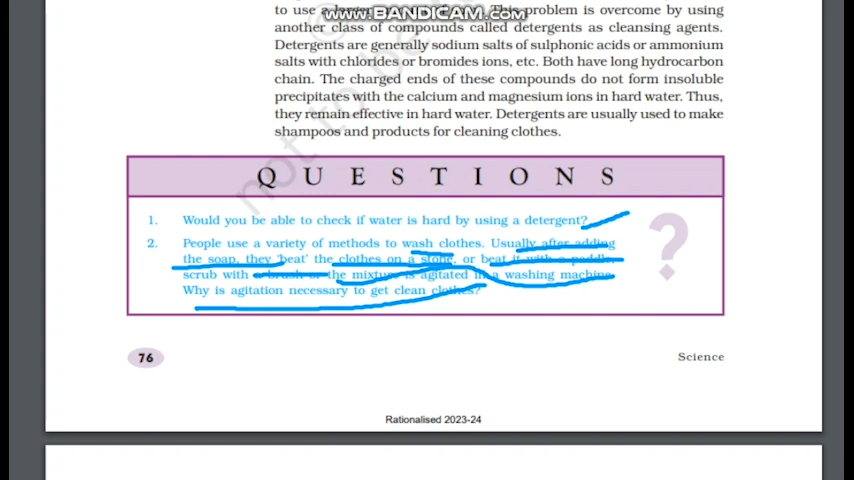 www.BANDICAM.com
to use a larger This problem is overcome by using
another class of compounds called detergents as cleansing agents.
Detergents are generally sodium salts of sulphonic acids or ammonium
salts with chlorides or bromides ions, etc. Both have long hydrocarbon
chain. The charged ends of these compounds do not form insoluble
precipitates with the calcium and magnesium ions in hard water. Thus,
they remain effective in hard water. Detergents are usually used to make
shampoos and products for cleaning clothes.
not to be
QUESTIONS
1. Would you be able to check if water is hard by using a detergent?
2. People use a variety of methods to wash clothes. Usually after adding
the soap, they 'beat' the clothes on a stone, or beat it with a paddle,
scrub with a brush or the mixture is agitated in a washing machine.
Why is agitation necessary to get clean clothes?
?
76
Science
Rationalised 2023-24